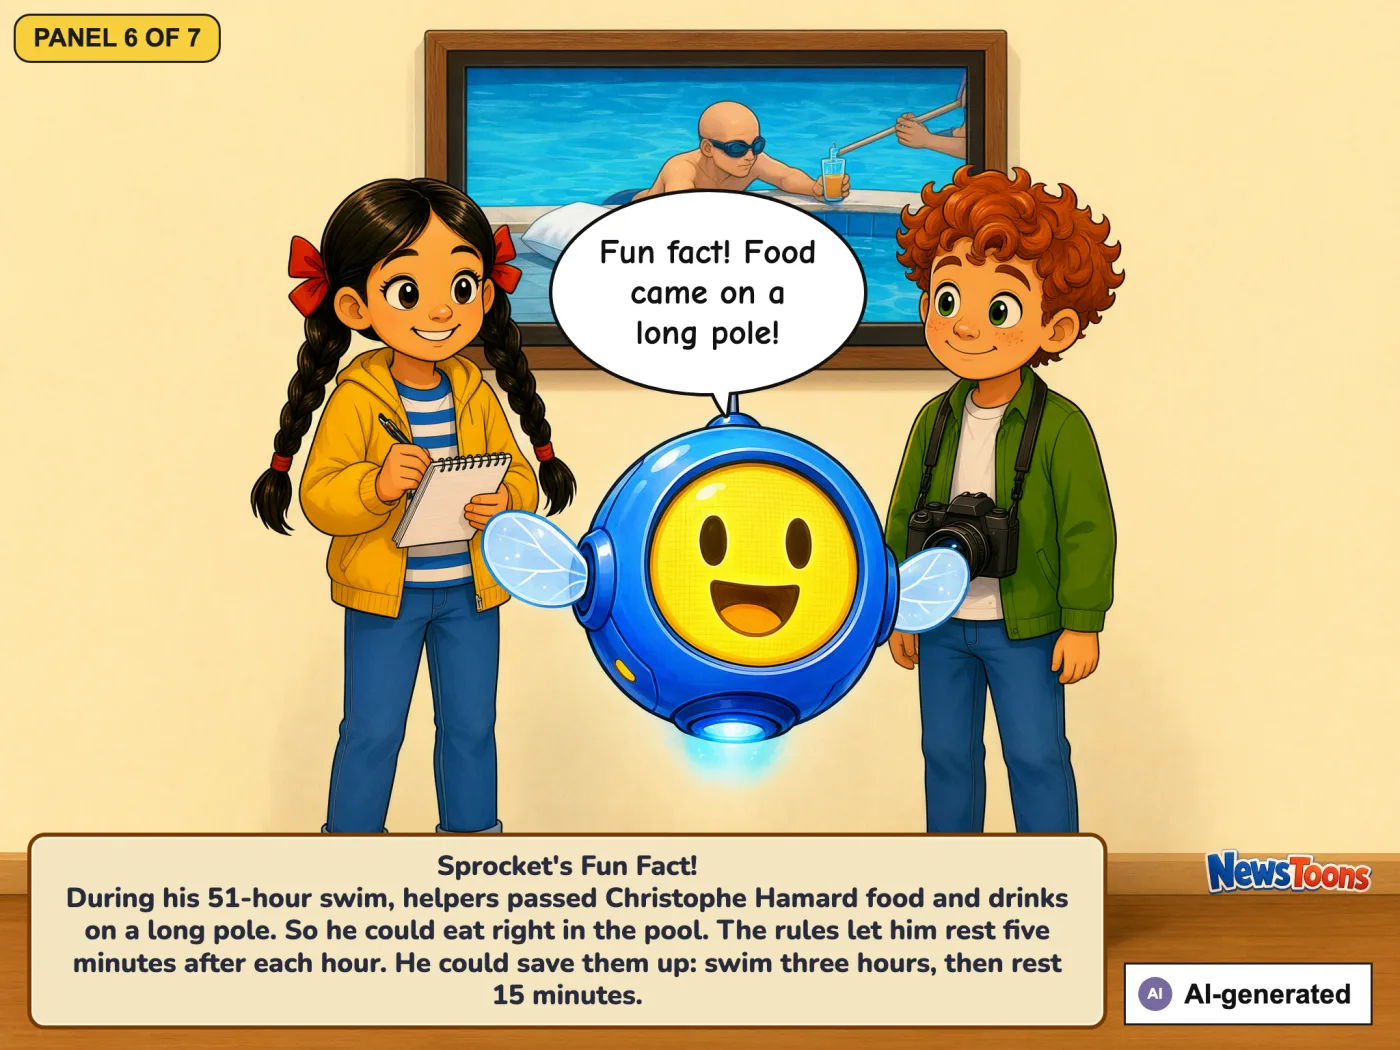 PANEL 6 OF 7
Fun fact! Food
came on a
long pole!
Sprocket's Fun Fact!
During his 51-hour swim, helpers passed Christophe Hamard food and drinks
on a long pole. So he could eat right in the pool. The rules let him rest five
minutes after each hour. He could save them up: swim three hours, then rest
15 minutes.
NewsToons
AI AI-generated